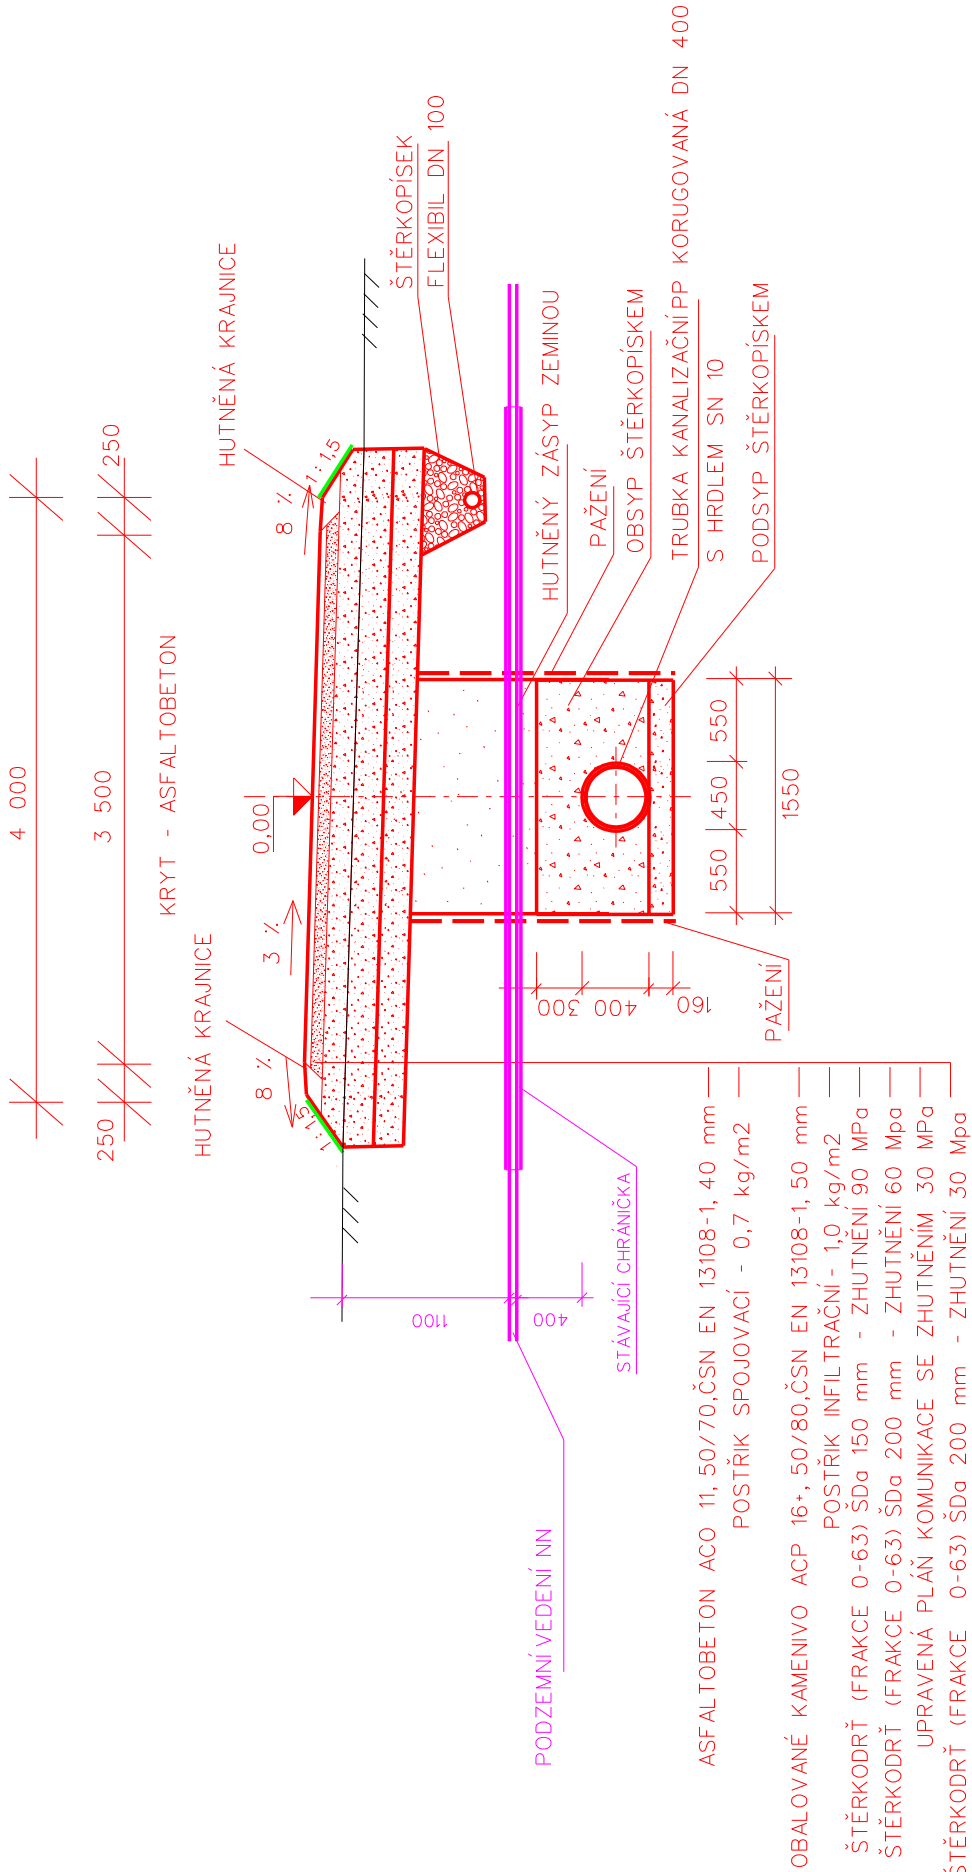 4 000
250
3 500
250
KRYT - ASFALTOBETON
HUTNĚNÁ KRAJNICE
HUTNĚNÁ KRAJNICE
8 %
1:1,5
3 %
0,00
8 %
1:1,5
ŠTĚRKOPÍSEK
FLEXIBIL DN 100
HUTNĚNÝ ZÁSYP ZEMINOU
PAŽENÍ
OBSYP ŠTĚRKOPÍSKEM
TRUBKA KANALIZAČNÍ PP KORUGOVANÁ DN 400
S HRDLEM SN 10
PODSYP ŠTĚRKOPÍSKEM
550
450
550
1550
300
400
160
PAŽENÍ
1100
400
STÁVAJÍCÍ CHRÁNIČKA
PODZEMNÍ VEDENÍ NN
ASFALTOBETON ACO 11, 50/70,ČSN EN 13108-1, 40 mm
POSTŘIK SPOJOVACÍ - 0,7 kg/m2
OBALOVANÉ KAMENIVO ACP 16+, 50/80,ČSN EN 13108-1, 50 mm
POSTŘIK INFILTRAČNÍ - 1,0 kg/m2
ŠTĚRKODRŤ (FRAKCE 0-63) ŠDa 150 mm - ZHUTNĚNÍ 90 MPa
ŠTĚRKODRŤ (FRAKCE 0-63) ŠDa 200 mm - ZHUTNĚNÍ 60 Mpa
UPRAVENÁ PLÁŇ KOMUNIKACE SE ZHUTNĚNÍM 30 MPa
ŠTĚRKODRŤ (FRAKCE 0-63) ŠDa 200 mm - ZHUTNĚNÍ 30 Mpa